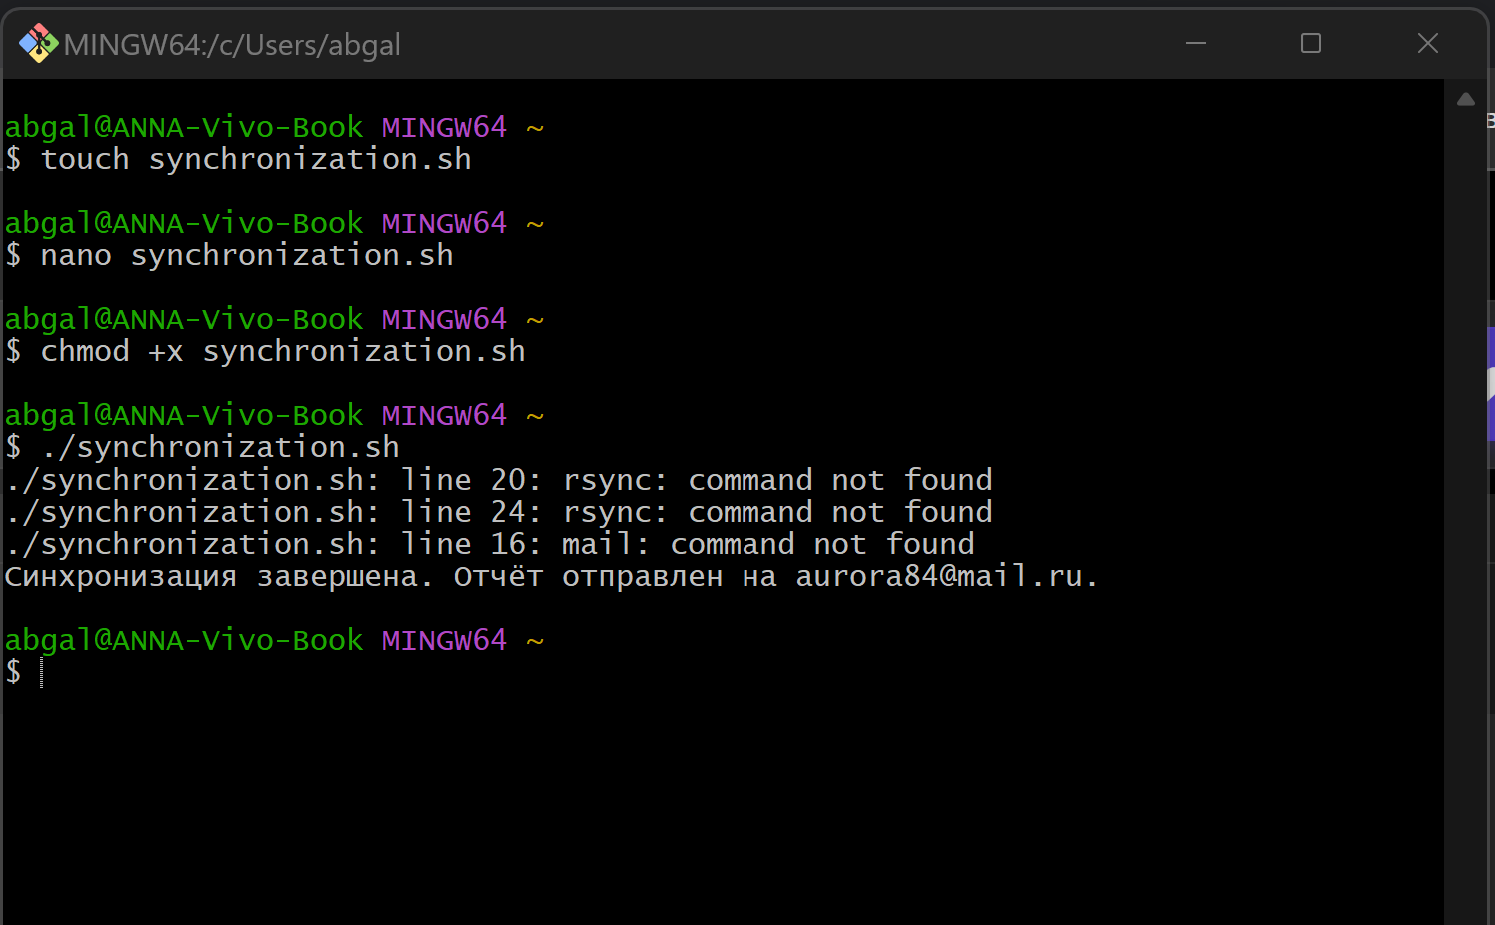 MINGW64:/c/Users/abgal
abgal@ANNA-Vivo-Book MINGW64 ~
$ touch synchronization.sh
abgal@ANNA-Vivo-Book MINGW64 ~
$ nano synchronization.sh
abgal@ANNA-Vivo-Book MINGW64 ~
$ chmod +x synchronization.sh
abgal@ANNA-Vivo-Book MINGW64 ~
$ ./synchronization.sh
./synchronization.sh: line 20: rsync: command not found
./synchronization.sh: line 24: rsync: command not found
./synchronization.sh: line 16: mail: command not found
Синхронизация завершена. Отчёт отправлен на aurora84@mail.ru.
abgal@ANNA-Vivo-Book MINGW64 ~
$